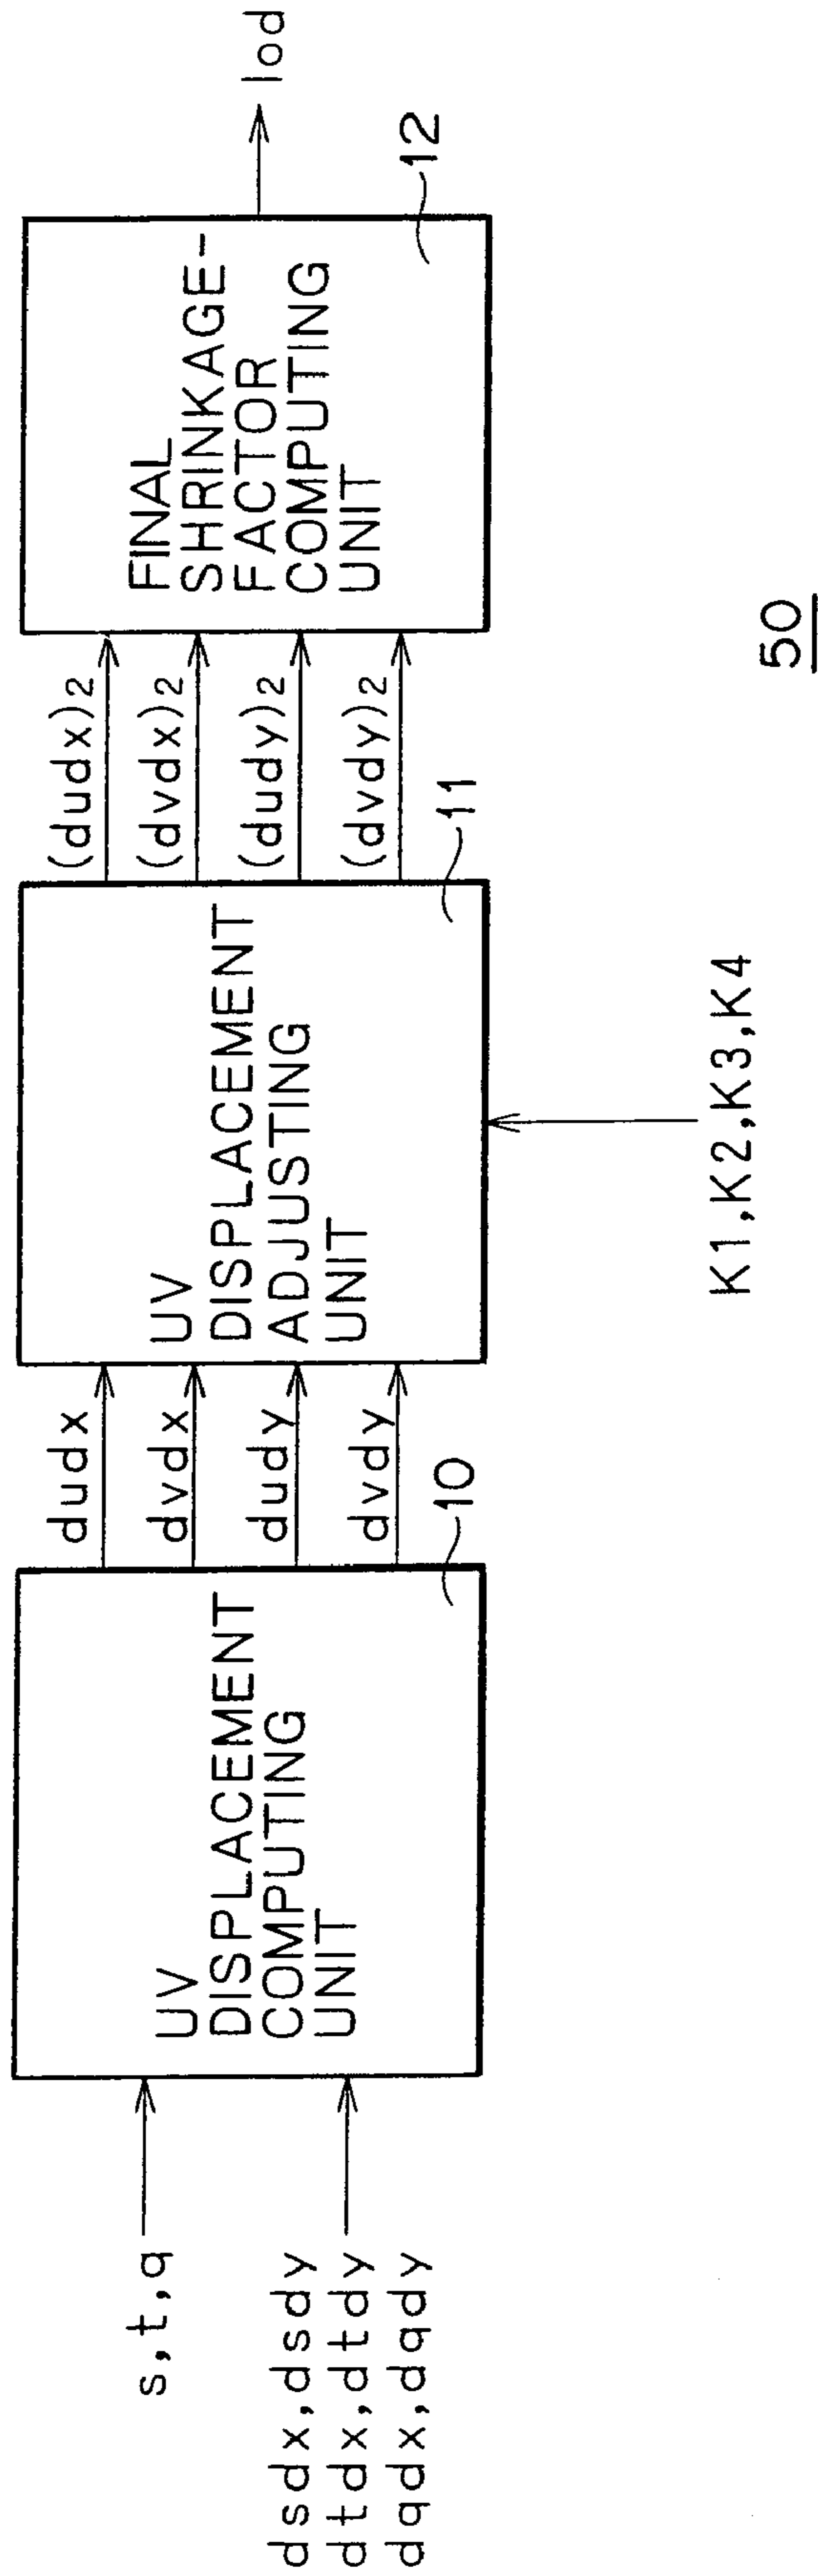 s,t,q
dsdx,dsdy
dtdx,dtdy
dqdx,dqdy
UV
DISPLACEMENT
COMPUTING
UNIT
10
dudx
dvdx
dudy
dvdy
UV
DISPLACEMENT
ADJUSTING
UNIT
11
K1,K2,K3,K4
(dudx)2
(dvdx)2
(dudy)2
(dvdy)2
FINAL
SHRINKAGE-
FACTOR
COMPUTING
UNIT
12
lod
50